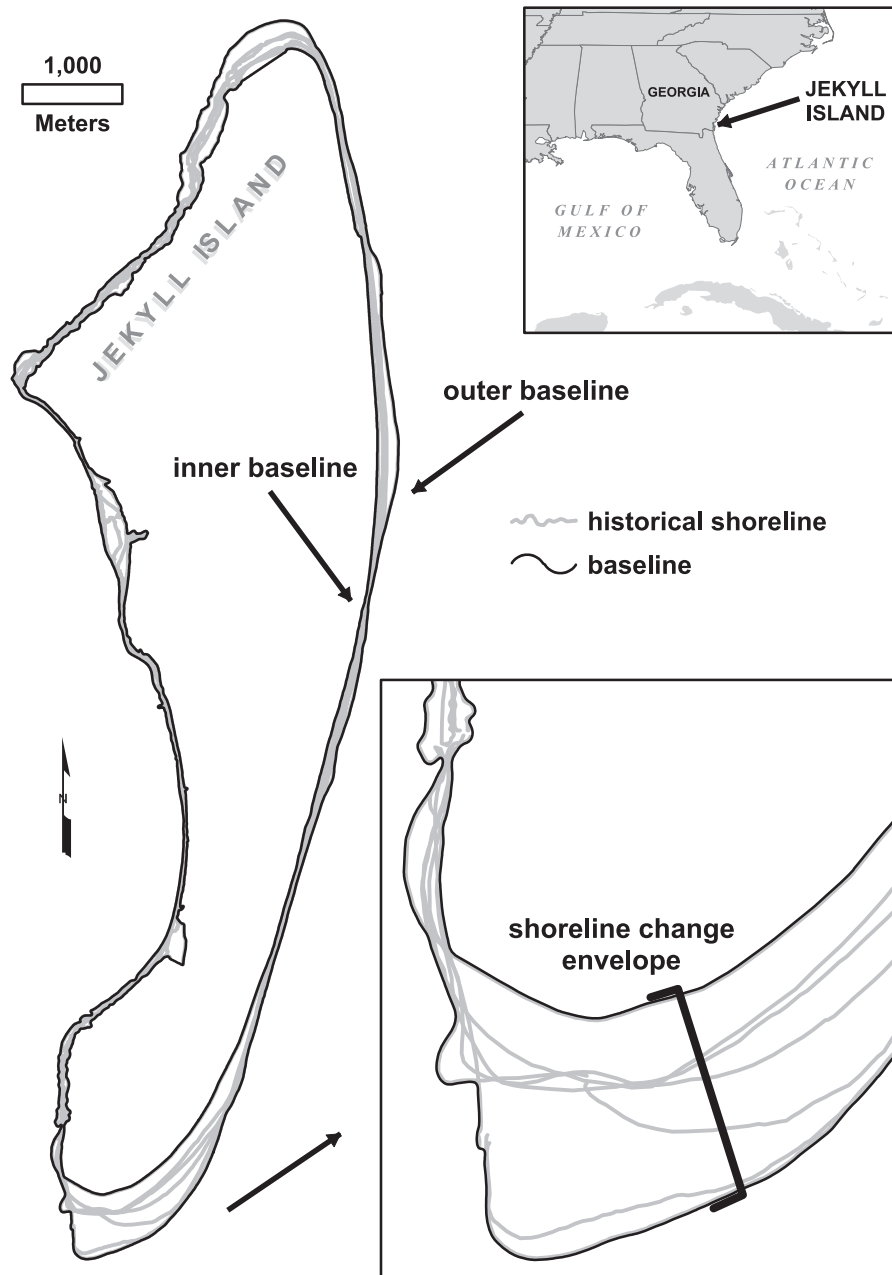 1,000
Meters
JEKYLL ISLAND
GEORGIA
JEKYLL
ISLAND
ATLANTIC
OCEAN
GULF OF
MEXICO
outer baseline
inner baseline
historical shoreline
baseline
N
shoreline change
envelope